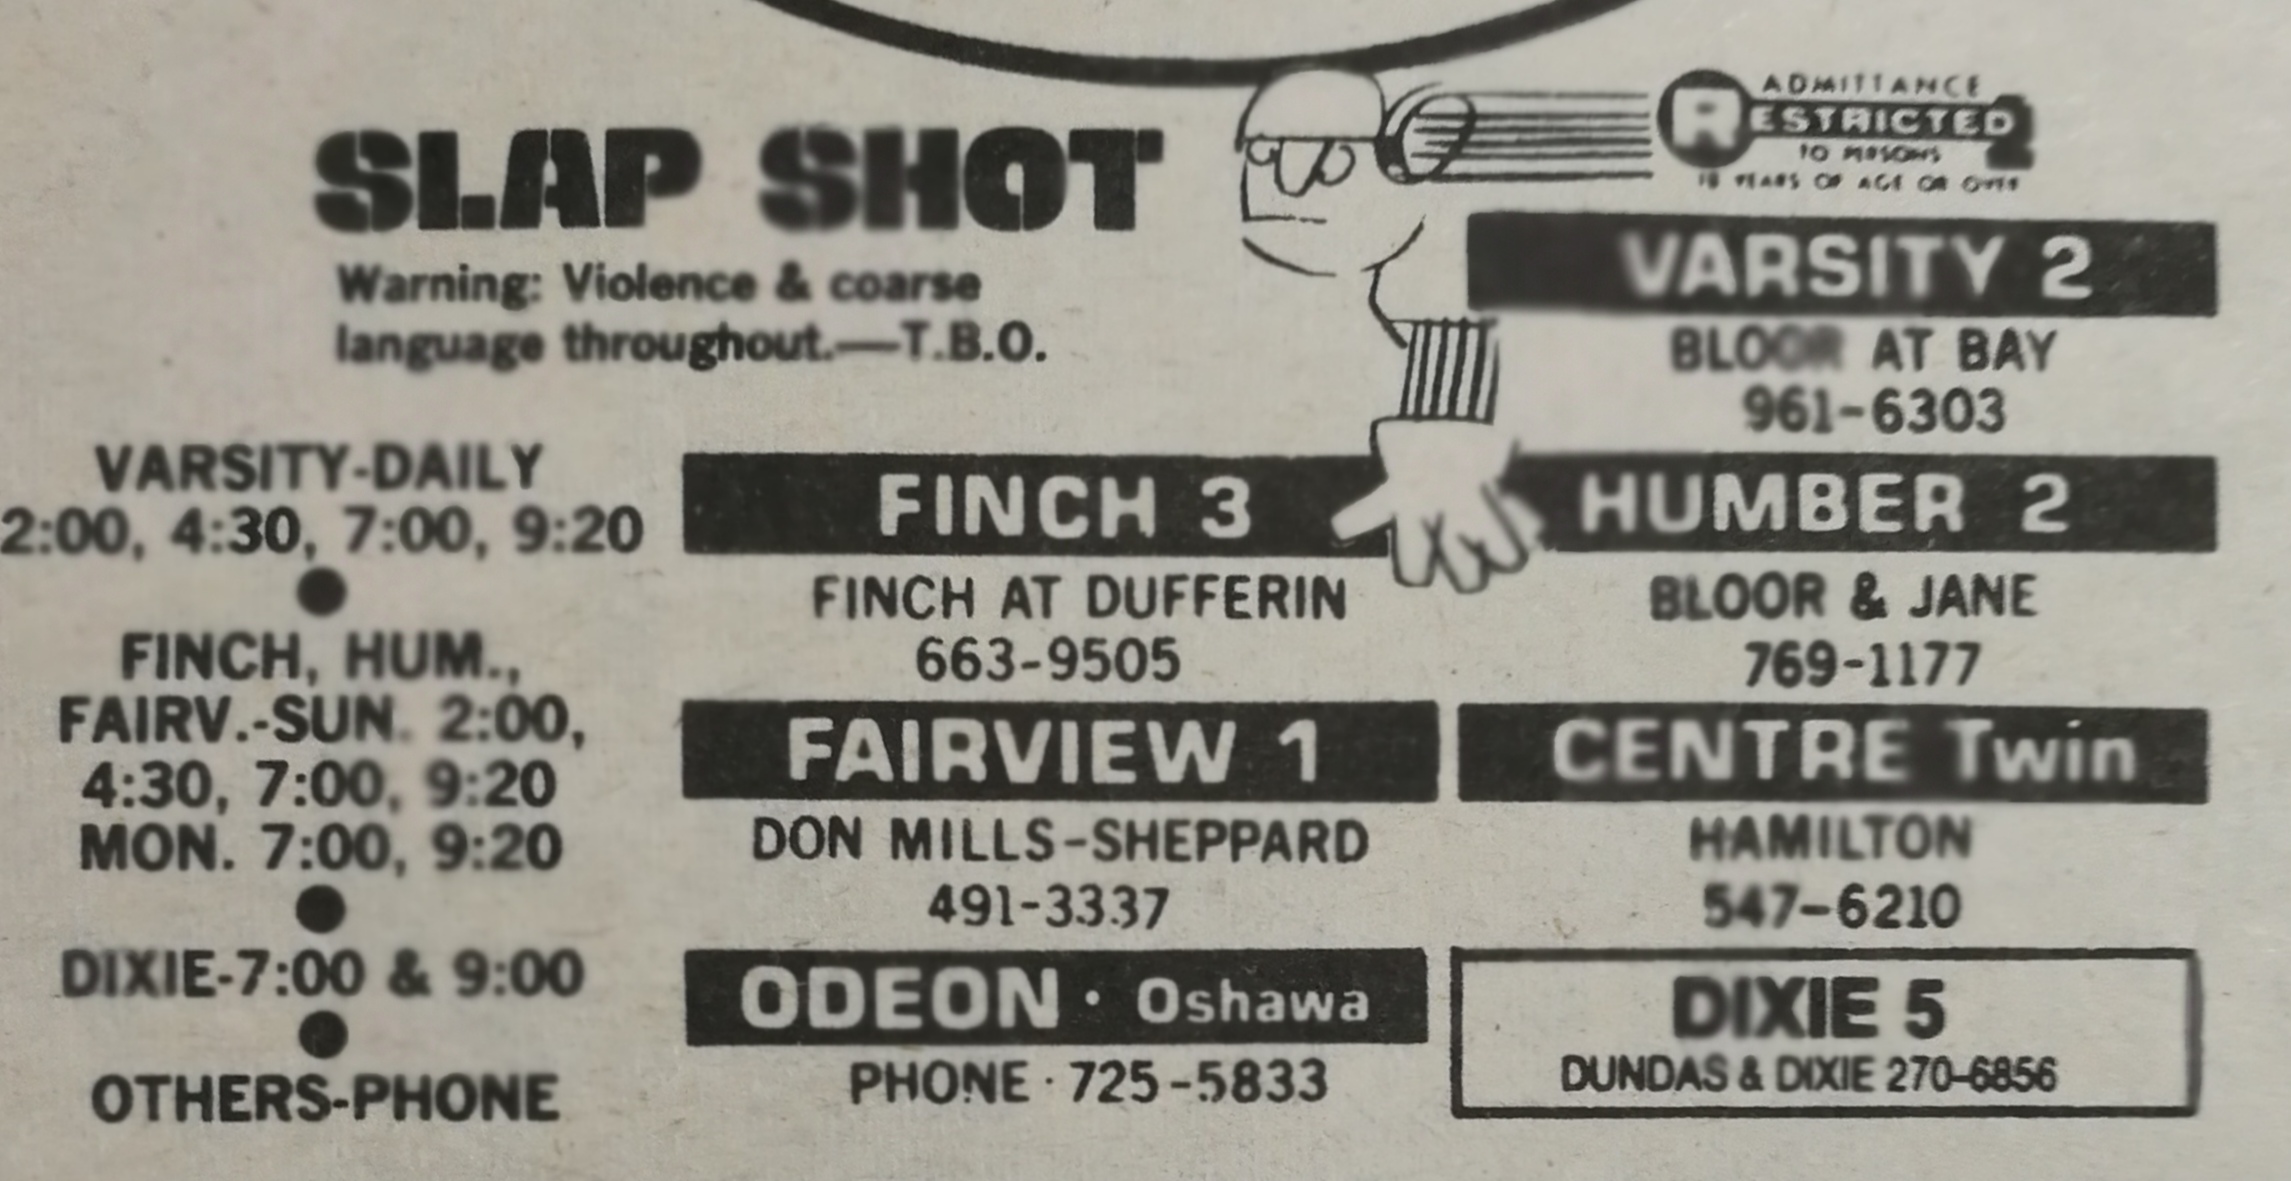 SLAP SHOT
Warning: Violence & coarse
language throughout.—T.B.O.
ADMITTANCE
RESTRICTED
TO PERSONS
18 YEARS OF AGE OR OVER
VARSITY 2
BLOOR AT BAY
961-6303
VARSITY-DAILY
2:00, 4:30, 7:00, 9:20
FINCH, HUM.,
FAIRV.-SUN. 2:00,
4:30, 7:00, 9:20
MON. 7:00, 9:20
DIXIE-7:00 & 9:00
OTHERS-PHONE
FINCH 3
FINCH AT DUFFERIN
663-9505
HUMBER 2
BLOOR & JANE
769-1177
FAIRVIEW 1
DON MILLS-SHEPPARD
491-3337
CENTRE Twin
HAMILTON
547-6210
ODEON · Oshawa
PHONE · 725-5833
DIXIE 5
DUNDAS & DIXIE 270-6856